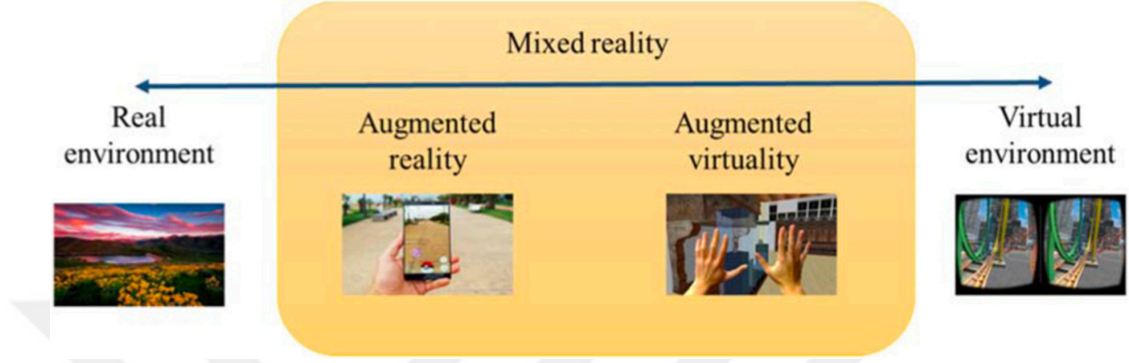 Mixed reality
Real
environment
Augmented
reality
Augmented
virtuality
Virtual
environment